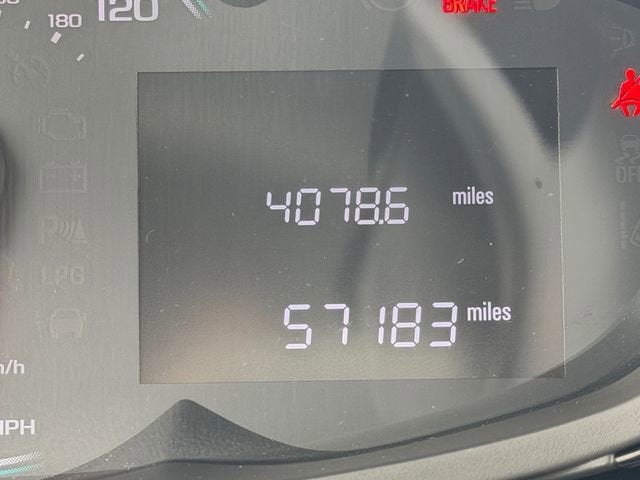 180 120
BRAKE
4078.6 miles
57183 miles
P
LPG
OFF
MPH